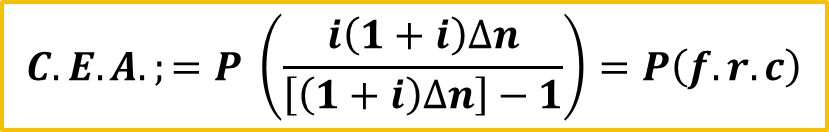 C.E.A.;= P (i(1 + i)Δn / [(1 + i)Δn] − 1) = P(f.r.c)